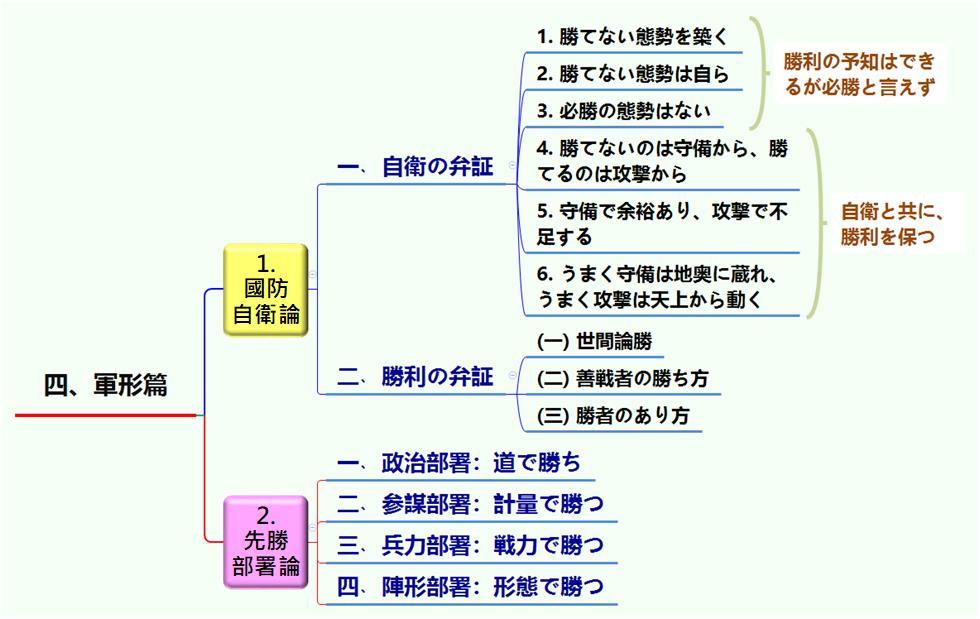 四、軍形篇
1.
國防
自衛論
一、自衛の弁証
1. 勝てない態勢を築く
2. 勝てない態勢は自ら
3. 必勝の態勢はない
勝利の予知はでき
るが必勝と言えず
4. 勝てないのは守備から、勝
てるのは攻撃から
5. 守備で余裕あり、攻撃で不
足する
6. うまく守備は地奥に蔵れ、
うまく攻撃は天上から動く
自衛と共に、
勝利を保つ
二、勝利の弁証
(一) 世間論勝
(二) 善戦者の勝ち方
(三) 勝者のあり方
2.
先勝
部署論
一、政治部署：道で勝ち
二、参謀部署：計量で勝つ
三、兵力部署：戦力で勝つ
四、陣形部署：形態で勝つ